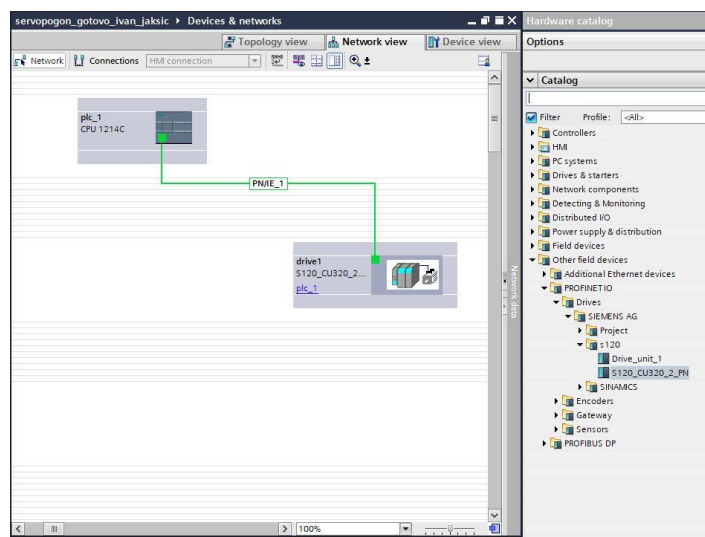 servopogon_gotovo_ivan_jaksic ▸ Devices & networks
Hardware catalog
Topology view
Network view
Device view
Options
Network
Connections
HMI connection
Catalog
Filter
Profile:
<All>
plc_1
CPU 1214C
PN/IE_1
drive1
S120_CU320_2...
plc_1
Network data
Controllers
HMI
PC systems
Drives & starters
Network components
Detecting & Monitoring
Distributed I/O
Power supply & distribution
Field devices
Other field devices
Additional Ethernet devices
PROFINET IO
Drives
SIEMENS AG
Project
s120
Drive_unit_1
S120_CU320_2_PN
SINAMICS
Encoders
Gateway
Sensors
PROFIBUS DP
100%